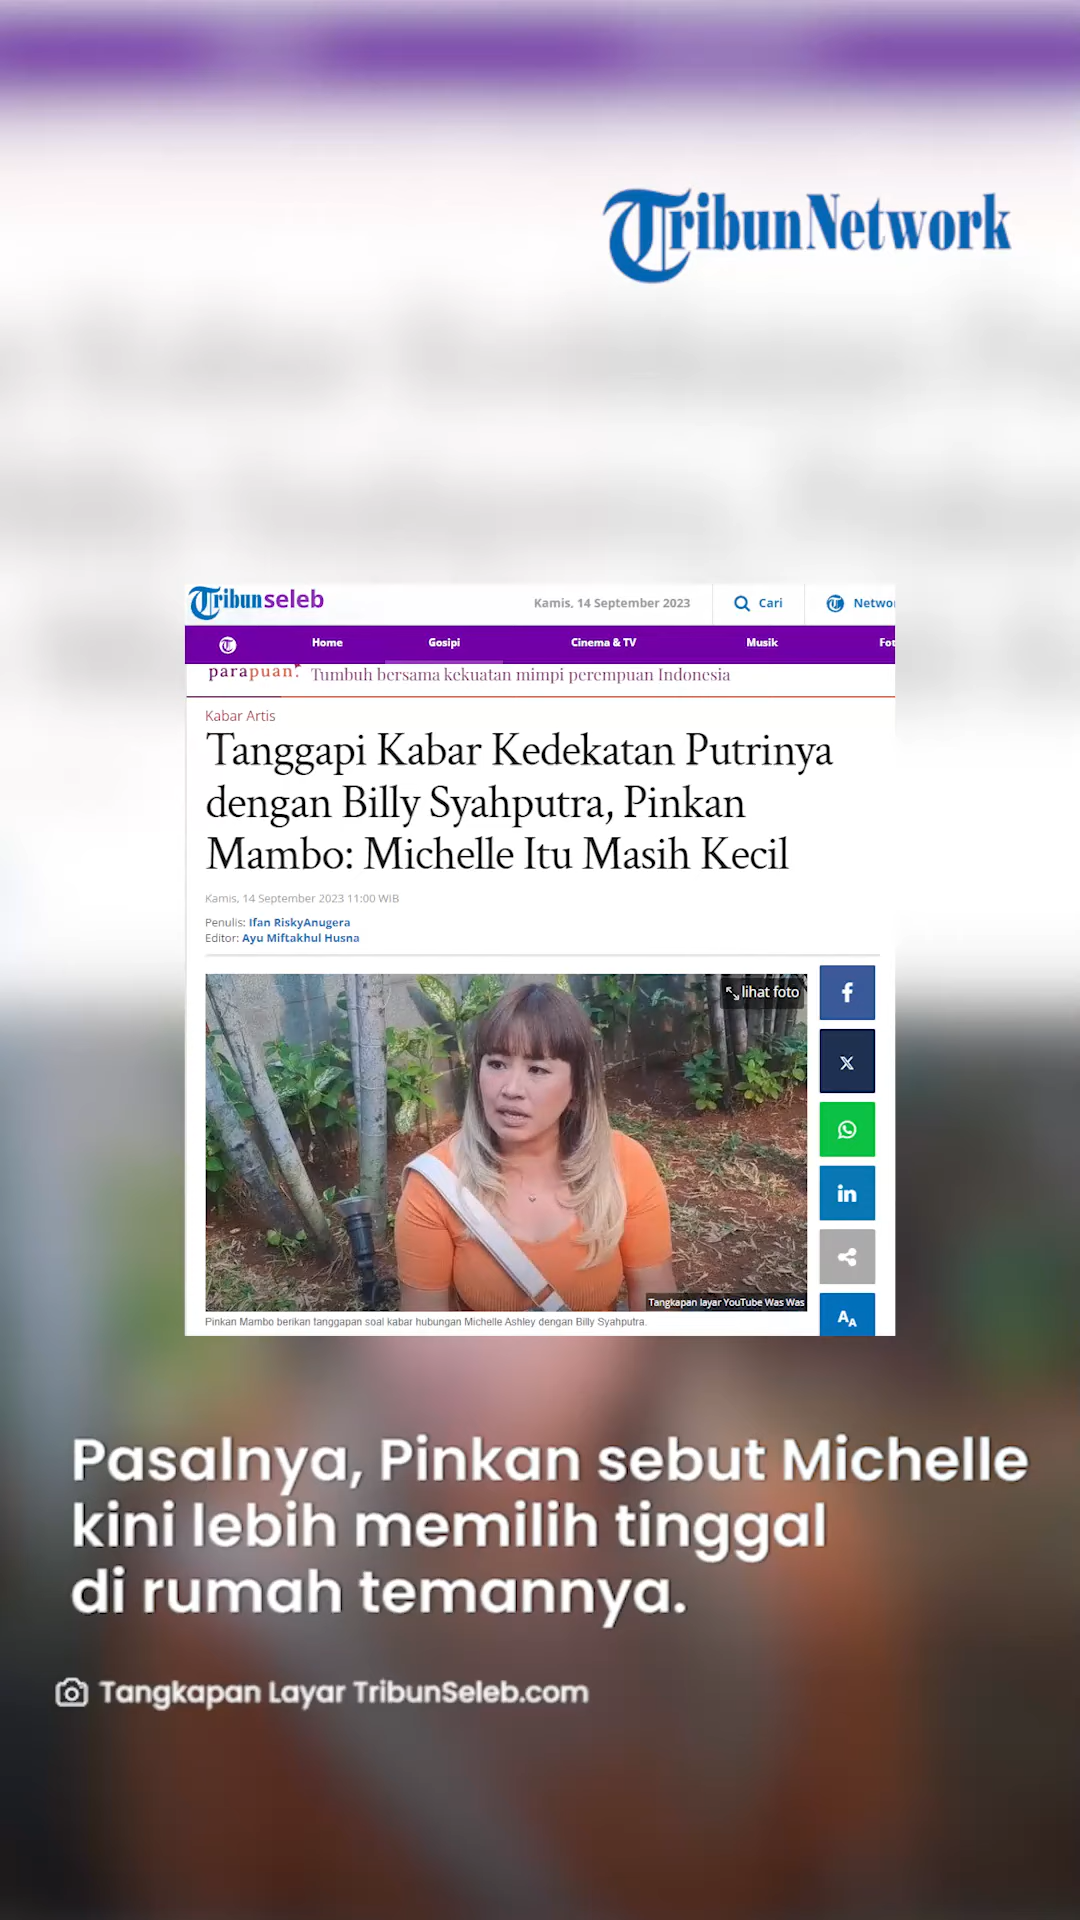 Tribun Network
Tribunseleb
Kamis, 14 September 2023
Cari
Netwo
Home
Gosipi
Cinema & TV
Musik
Fot
parapuan.
Tumbuh bersama kekuatan mimpi perempuan Indonesia
Kabar Artis
Tanggapi Kabar Kedekatan Putrinya
dengan Billy Syahputra, Pinkan
Mambo: Michelle Itu Masih Kecil
Kamis, 14 September 2023 11:00 WIB
Penulis: Ifan RiskyAnugera
Editor: Ayu Miftakhul Husna
lihat foto
Tangkapan layar YouTube Was Was
Pinkan Mambo berikan tanggapan soal kabar hubungan Michelle Ashley dengan Billy Syahputra.
Pasalnya, Pinkan sebut Michelle
kini lebih memilih tinggal
di rumah temannya.
Tangkapan Layar TribunSeleb.com